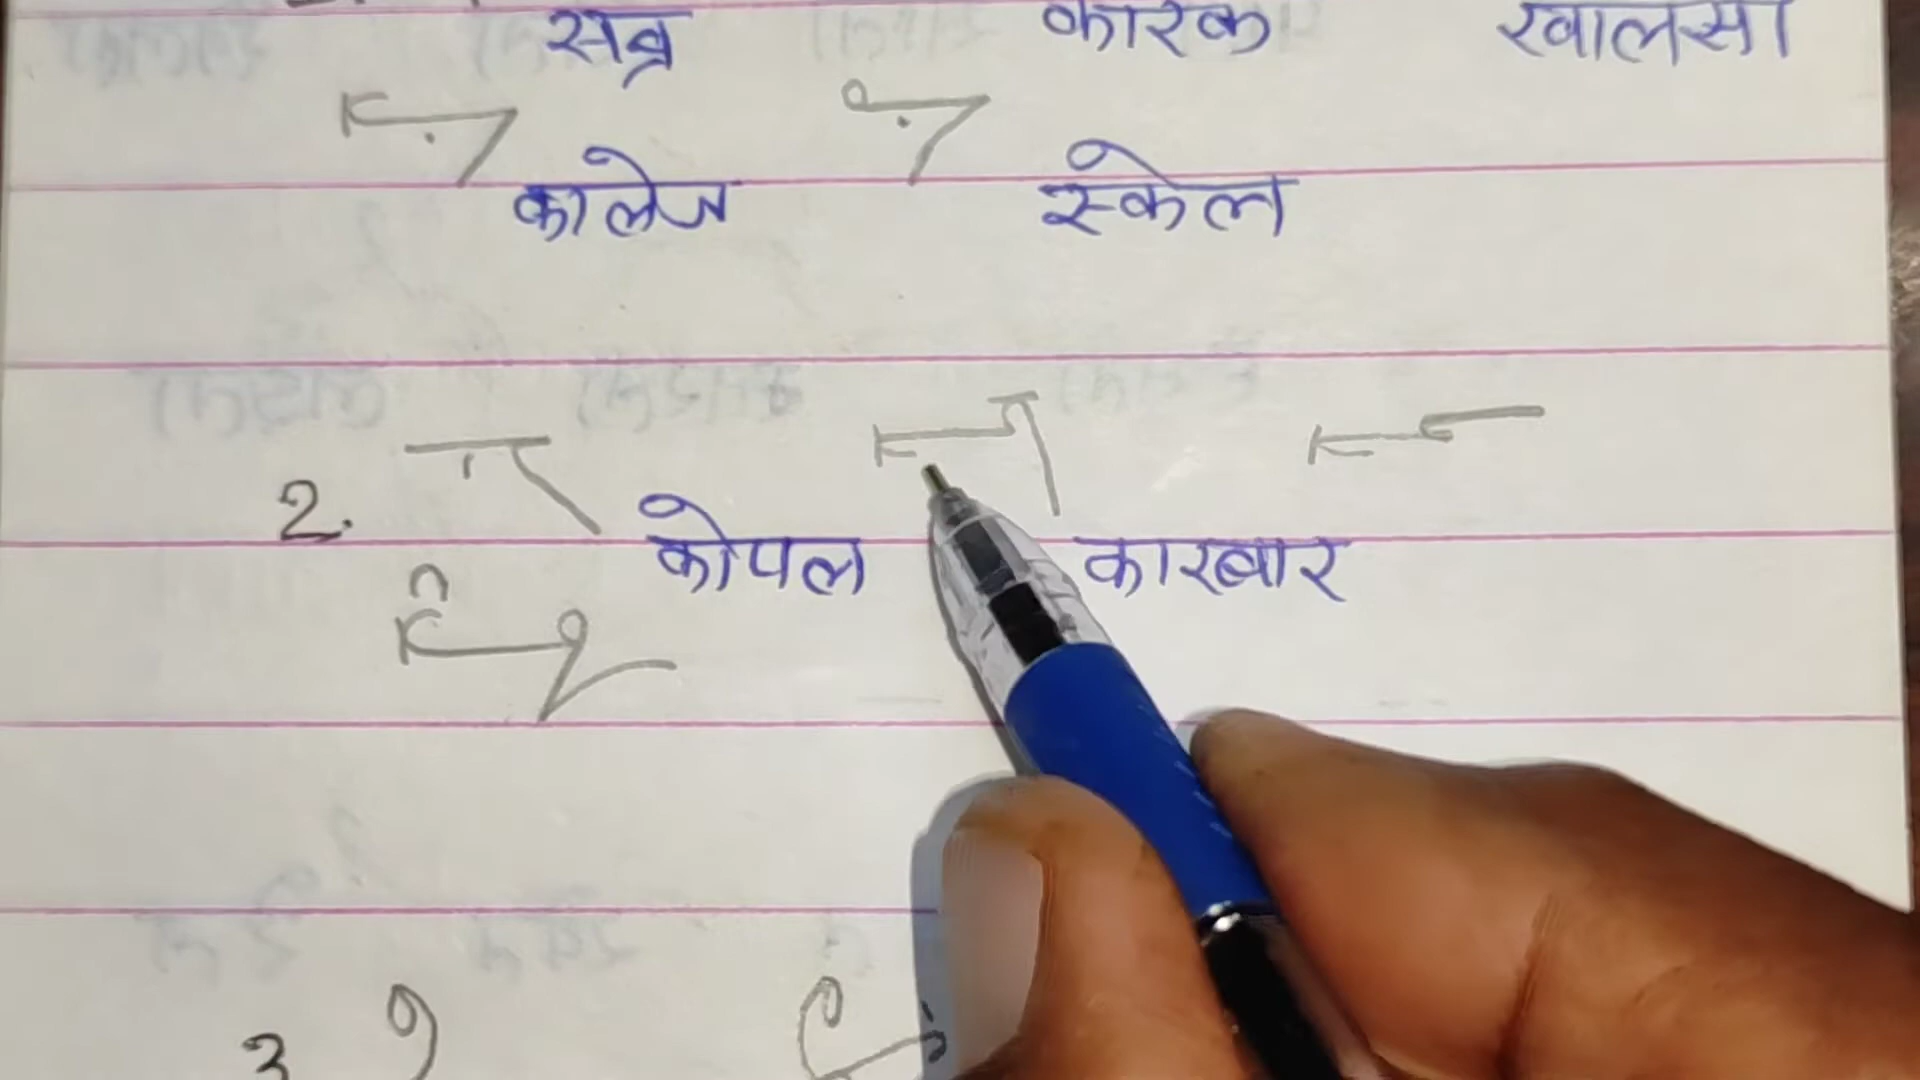 सब्र कारक खालसा
कालेज स्केल
2. कोपल कारबार
3